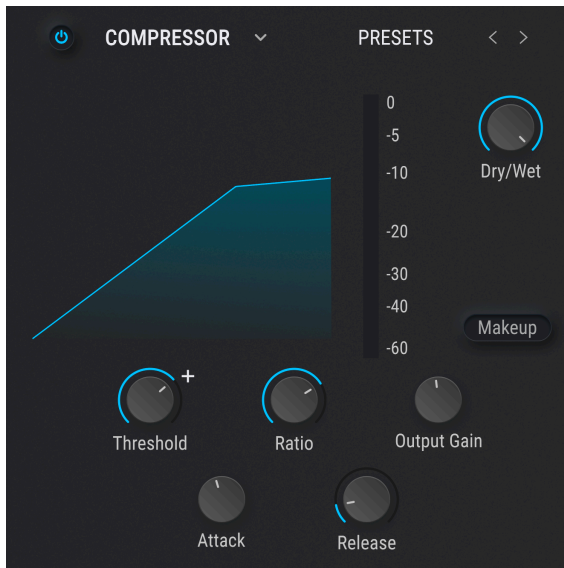 COMPRESSOR
PRESETS
0
-5
-10
-20
-30
-40
-60
Dry/Wet
Makeup
Threshold
Ratio
Output Gain
Attack
Release